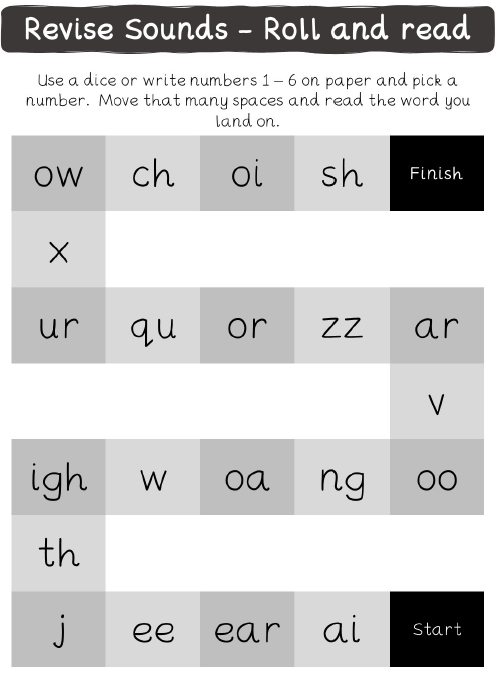 Revise Sounds - Roll and read
Use a dice or write numbers 1 – 6 on paper and pick a
number. Move that many spaces and read the word you
land on.
ow ch oi sh Finish
x
ur qu or zz ar
v
igh w oa ng oo
th
j ee ear ai Start